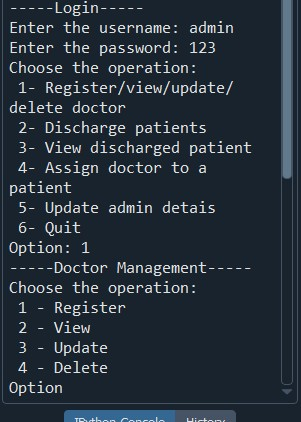 -----Login-----
Enter the username: admin
Enter the password: 123
Choose the operation:
 1- Register/view/update/
delete doctor
 2- Discharge patients
 3- View discharged patient
 4- Assign doctor to a
patient
 5- Update admin detais
 6- Quit
Option: 1
-----Doctor Management-----
Choose the operation:
 1 - Register
 2 - View
 3 - Update
 4 - Delete
Option
IPython Console History